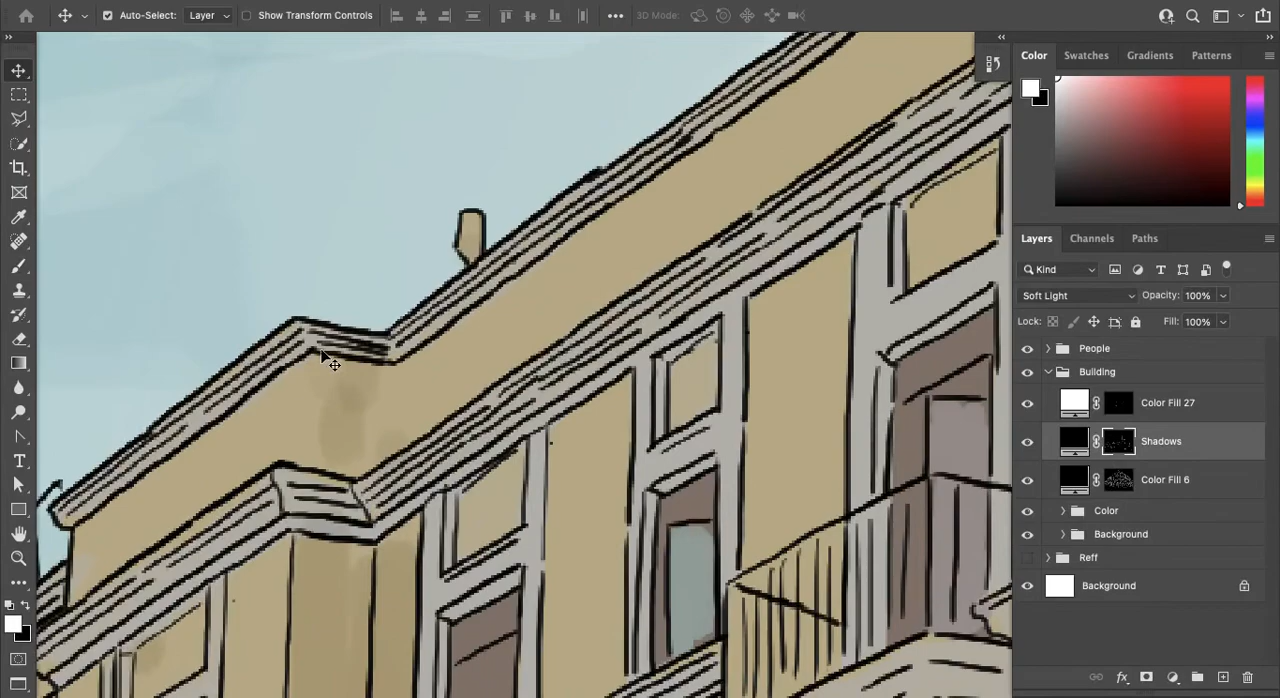 Auto-Select: Layer Show Transform Controls 3D Mode:
Color Swatches Gradients Patterns
Layers Channels Paths
Kind
Soft Light Opacity: 100%
Lock: Fill: 100%
People
Building
Color Fill 27
Shadows
Color Fill 6
Color
Background
Reff
Background